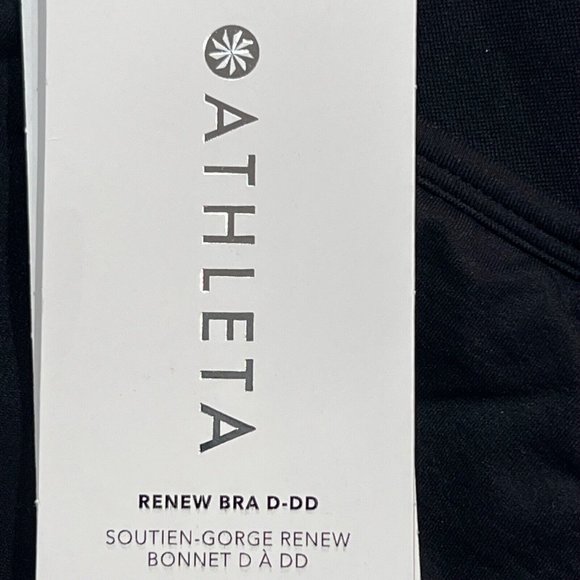 ATHLETA
RENEW BRA D-DD
SOUTIEN-GORGE RENEW
BONNET D À DD